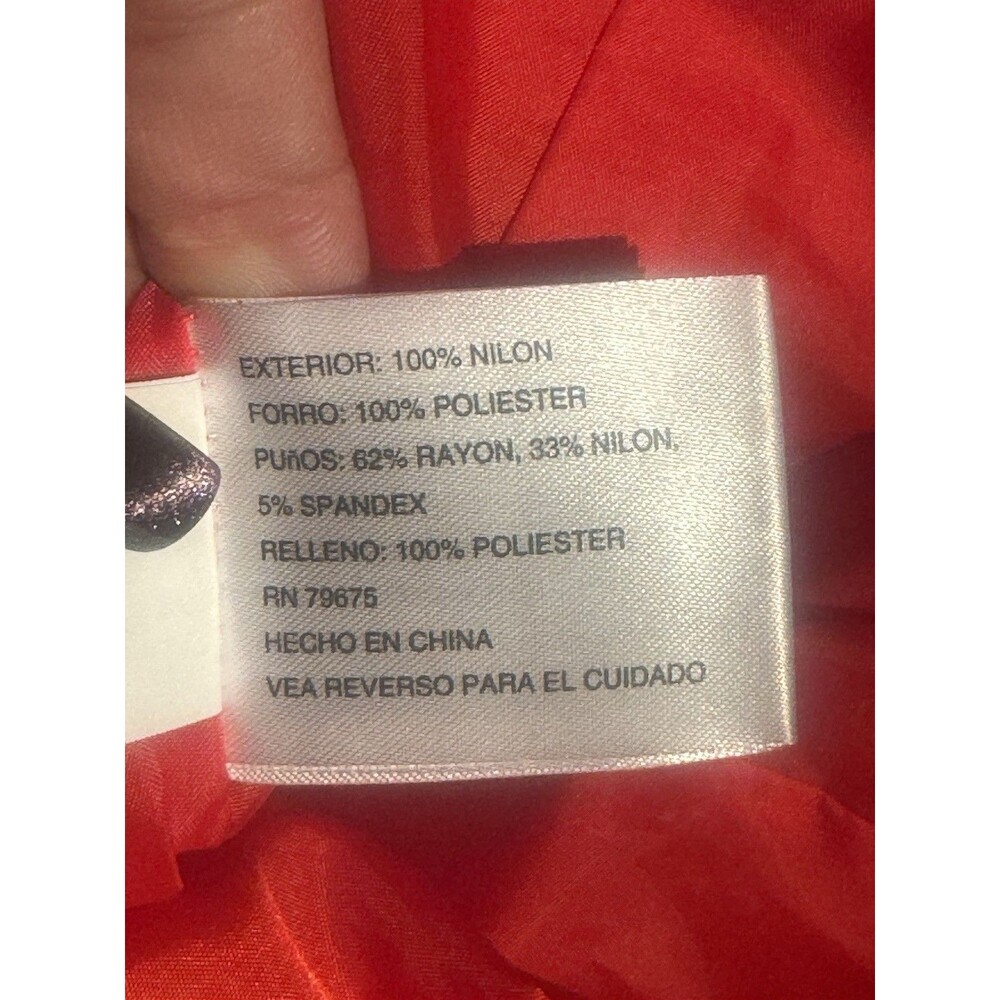 EXTERIOR: 100% NILON
FORRO: 100% POLIESTER
PUñOS: 62% RAYON, 33% NILON,
5% SPANDEX
RELLENO: 100% POLIESTER
RN 79675
HECHO EN CHINA
VEA REVERSO PARA EL CUIDADO